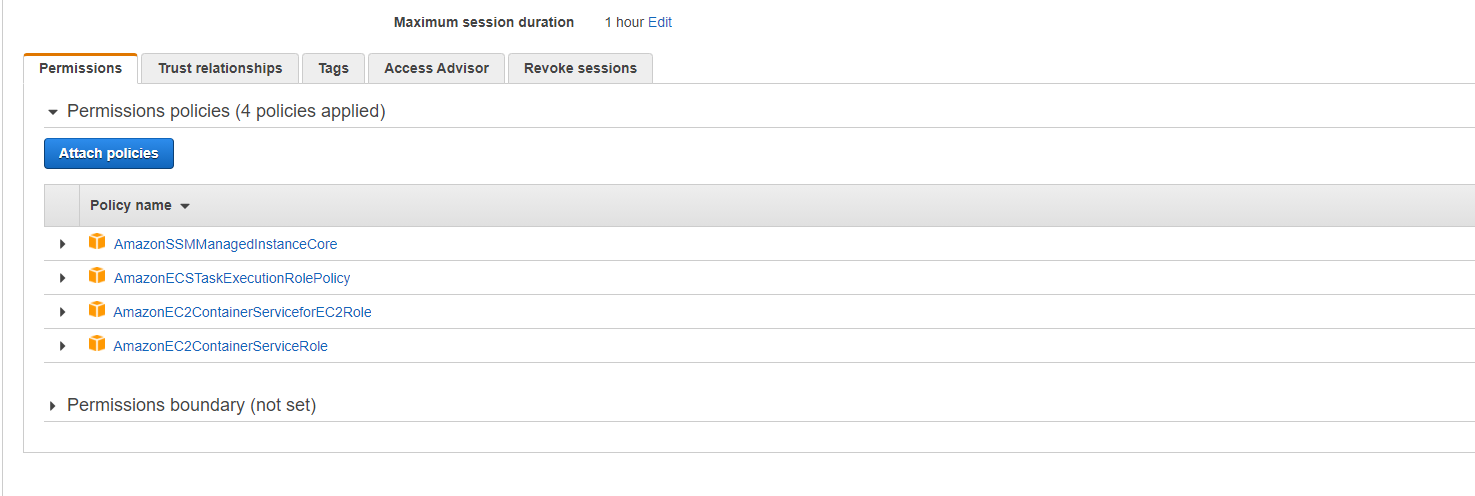 Maximum session duration 1 hour Edit
Permissions Trust relationships Tags Access Advisor Revoke sessions
Permissions policies (4 policies applied)
Attach policies
Policy name
AmazonSSMManagedInstanceCore
AmazonECSTaskExecutionRolePolicy
AmazonEC2ContainerServiceforEC2Role
AmazonEC2ContainerServiceRole
Permissions boundary (not set)